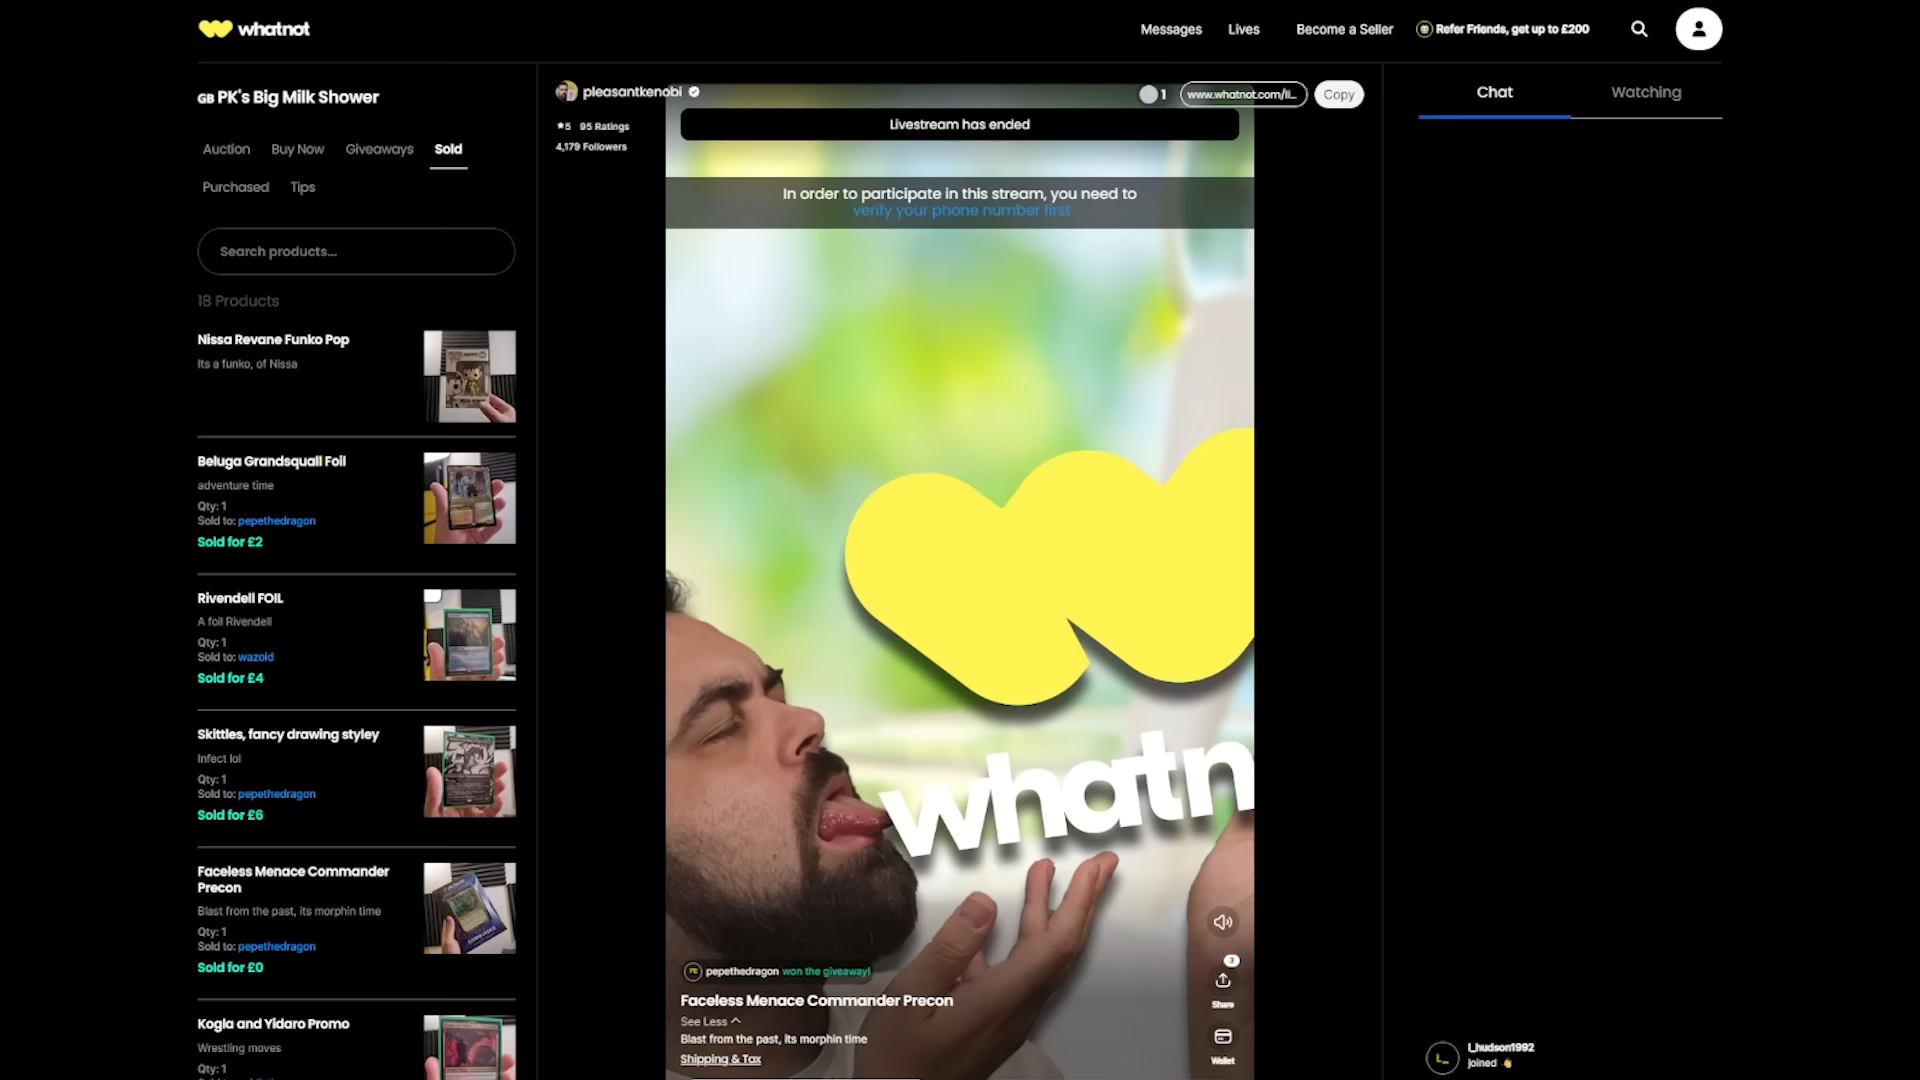 whatnot
Messages
Lives
Become a Seller
Refer Friends, get up to £200
GB PK's Big Milk Shower
Auction
Buy Now
Giveaways
Sold
Purchased
Tips
Search products...
18 Products
Nissa Revane Funko Pop
Its a funko, of Nissa
Beluga Grandsquall Foil
adventure time
Qty: 1
Sold to: pepethedragon
Sold for £2
Rivendell FOIL
A foil Rivendell
Qty: 1
Sold to: wazoid
Sold for £4
Skittles, fancy drawing styley
Infect lol
Qty: 1
Sold to: pepethedragon
Sold for £6
Faceless Menace Commander
Precon
Blast from the past, its morphin time
Qty: 1
Sold to: pepethedragon
Sold for £0
Kogla and Yidaro Promo
Wrestling moves
Qty: 1
pleasantkenobi
★5 95 Ratings
4,179 Followers
1
www.whatnot.com/li...
Copy
Livestream has ended
In order to participate in this stream, you need to
verify your phone number first
whatn
pepethedragon won the giveaway!
Faceless Menace Commander Precon
See Less
Blast from the past, its morphin time
Shipping & Tax
3
Share
Wallet
Chat
Watching
L_
l_hudson1992
joined 👋